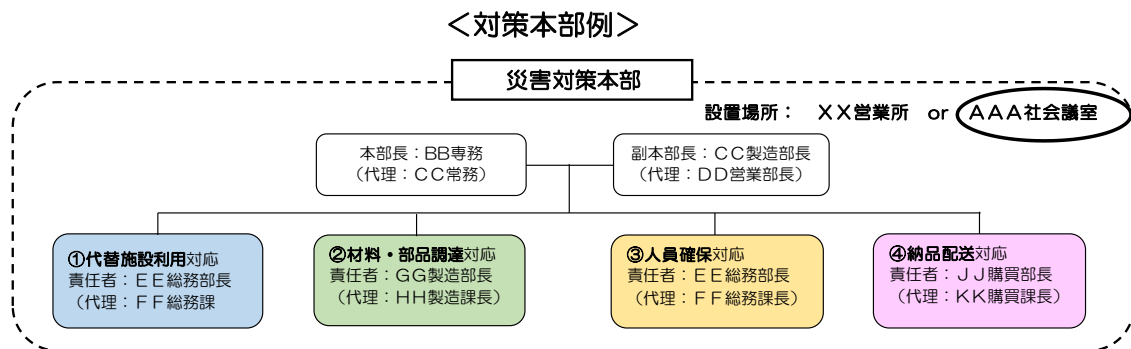 ＜対策本部例＞
災害対策本部
設置場所：　ＸＸ営業所　or　ＡＡＡ社会議室
本部長：BB専務
（代理：ＣＣ常務）
副本部長：ＣＣ製造部長
（代理：ＤＤ営業部長）
①代替施設利用対応
責任者：ＥＥ総務部長
（代理：ＦＦ総務課
②材料・部品調達対応
責任者：ＧＧ製造部長
（代理：ＨＨ製造課長）
③人員確保対応
責任者：ＥＥ総務部長
（代理：ＦＦ総務課長）
④納品配送対応
責任者：ＪＪ購買部長
（代理：ＫＫ購買課長）